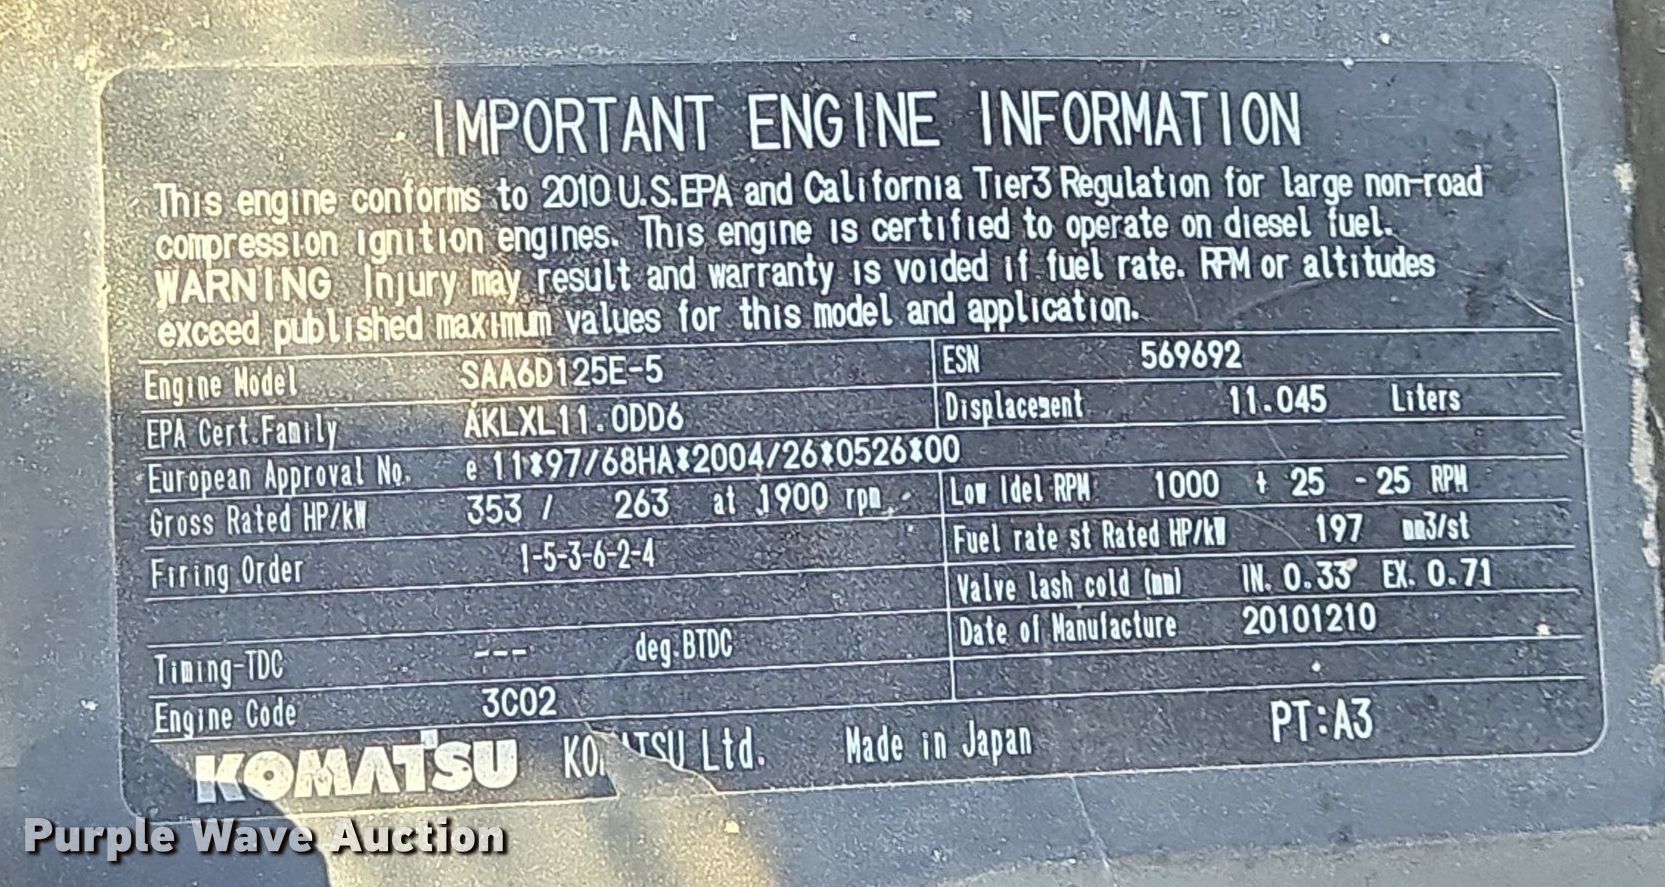 IMPORTANT ENGINE INFORMATION
This engine conforms to 2010 U.S.EPA and California Tier3 Regulation for large non-road
compression ignition engines. This engine is certified to operate on diesel fuel.
WARNING Injury may result and warranty is voided if fuel rate. RPM or altitudes
exceed published maximum values for this model and application.
Engine Model SAA6D125E-5 ESN 569692
EPA Cert.Family AKLXL11.0DD6 Displacement 11.045 Liters
European Approval No. e 11*97/68HA*2004/26*0526*00
Gross Rated HP/kW 353 / 263 at 1900 rpm Low Idel RPM 1000 + 25 - 25 RPM
Firing Order 1-5-3-6-2-4 Fuel rate st Rated HP/kW 197 mm3/st
Valve lash cold (mm) IN. 0.33 EX. 0.71
Timing-TDC --- deg.BTDC Date of Manufacture 20101210
Engine Code 3C02
KOMATSU KOMATSU Ltd. Made in Japan PT:A3
Purple Wave Auction